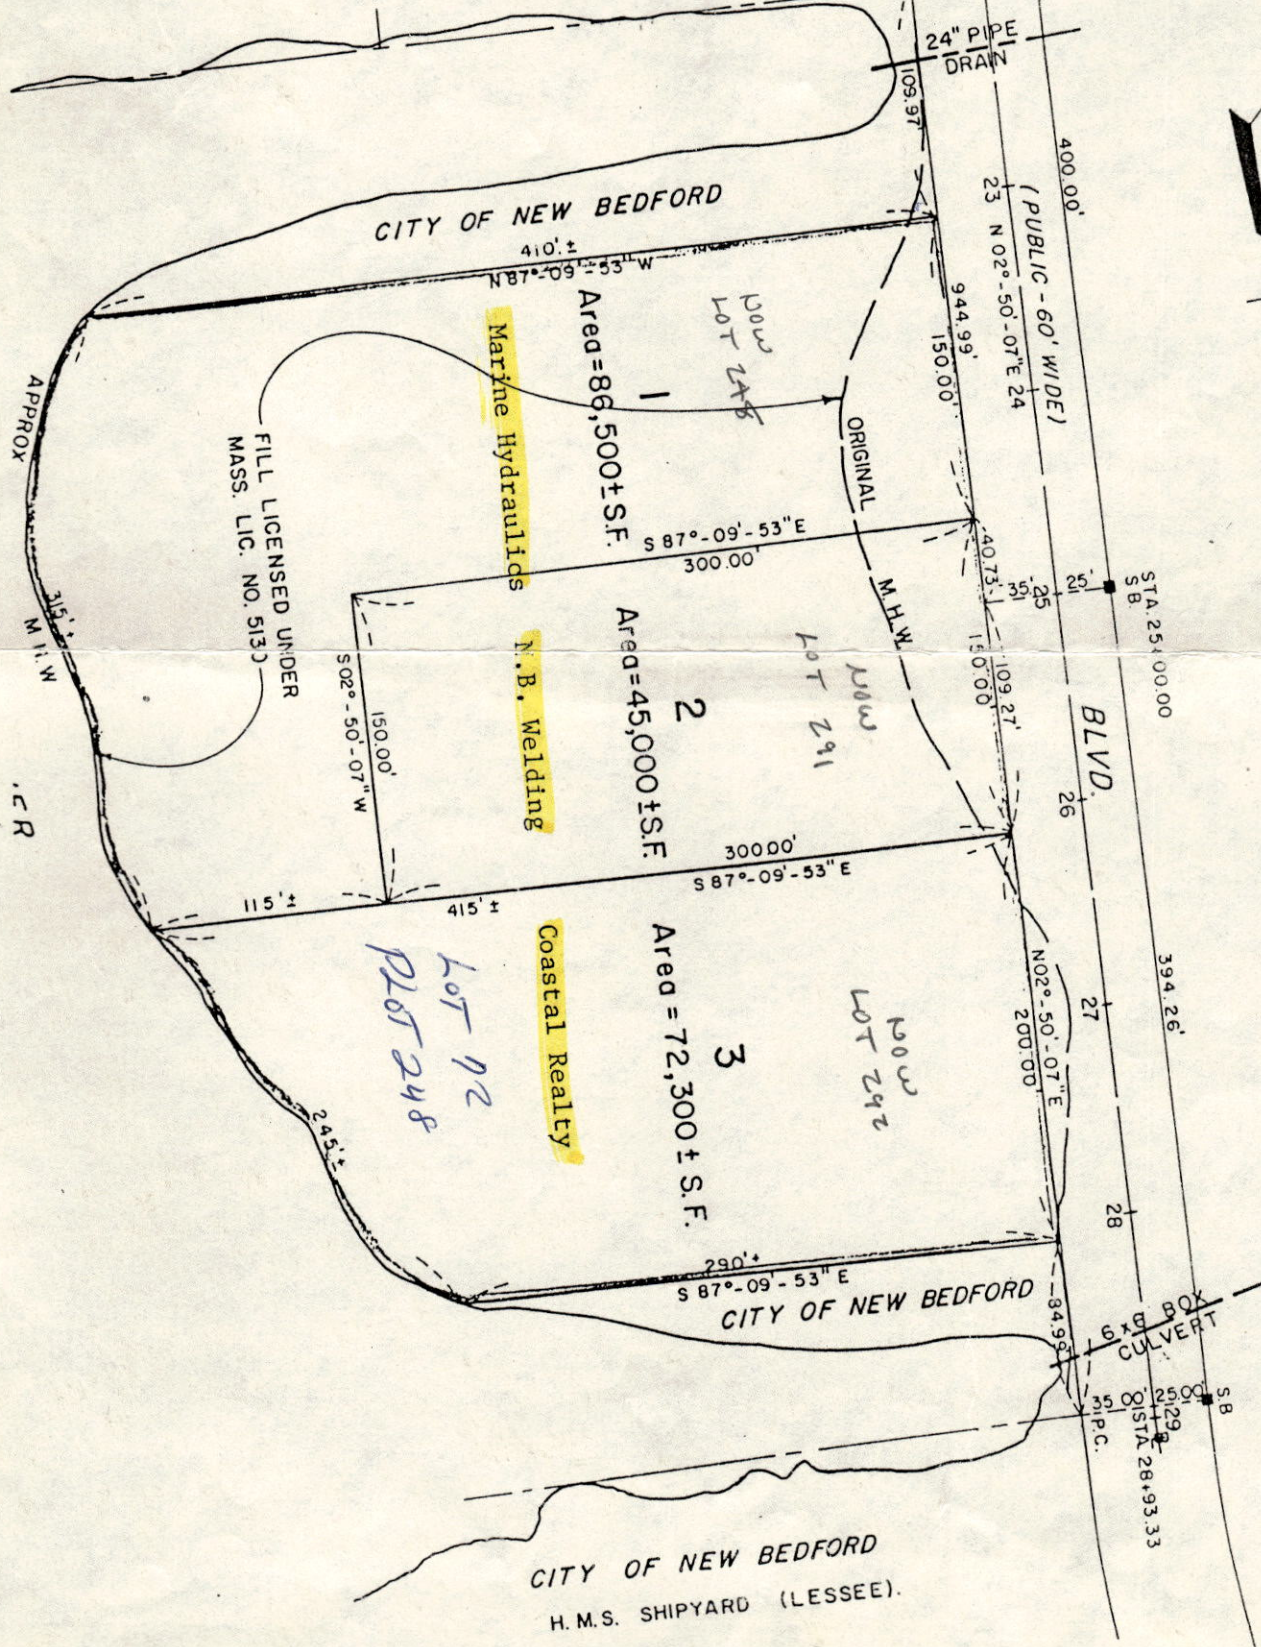 24" PIPE
DRAIN
109.97'
400.00'
(PUBLIC - 60' WIDE)
23 N 02°-50'-07"E 24
944.99'
150.00'
CITY OF NEW BEDFORD
410'.±
N 87°-09'-53" W
NOW
LOT 248
1
Area=86,500±S.F.
Marine Hydraulics
ORIGINAL
M.H.W.
APPROX
315'±
M.H.W
FILL LICENSED UNDER
MASS. LIC. NO. 5130
S 87°-09'-53" E
300.00'
40.73'
35'
25
25'
STA. 25+00.00
S.B.
109.27'
150.00'
BLVD.
26
NOW
LOT 291
2
Area=45,000±S.F.
N.B. Welding
150.00'
S 02°-50'-07" W
300.00'
S 87°-09'-53" E
115'±
415'±
394.26'
27
N02°-50'-07"E
200.00'
NOW
LOT 292
3
Area = 72,300± S.F.
Coastal Realty
LOT 12
PLOT 248
245'±
28
290'±
S 87°-09'-53" E
CITY OF NEW BEDFORD
84.99'
BOX
CULVERT
35.00'
25.00'
S.B
29
STA 28+93.33
P.C.
CITY OF NEW BEDFORD
H.M.S. SHIPYARD (LESSEE).